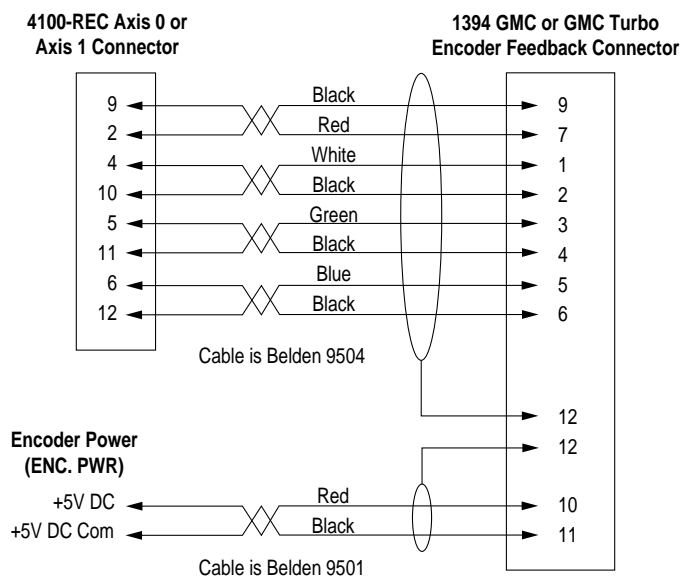 4100-REC Axis 0 or
Axis 1 Connector
1394 GMC or GMC Turbo
Encoder Feedback Connector
9 Black 9
2 Red 7
4 White 1
10 Black 2
5 Green 3
11 Black 4
6 Blue 5
12 Black 6
Cable is Belden 9504
12
Encoder Power
(ENC. PWR)
12
+5V DC Red 10
+5V DC Com Black 11
Cable is Belden 9501